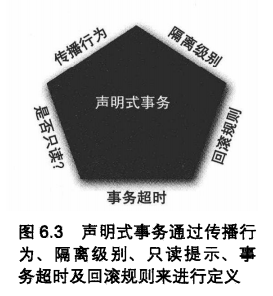 传播行为
隔离级别
声明式事务
是否只读?
回滚规则
事务超时
图 6.3 声明式事务通过传播行
为、隔离级别、只读提示、事
务超时及回滚规则来进行定义